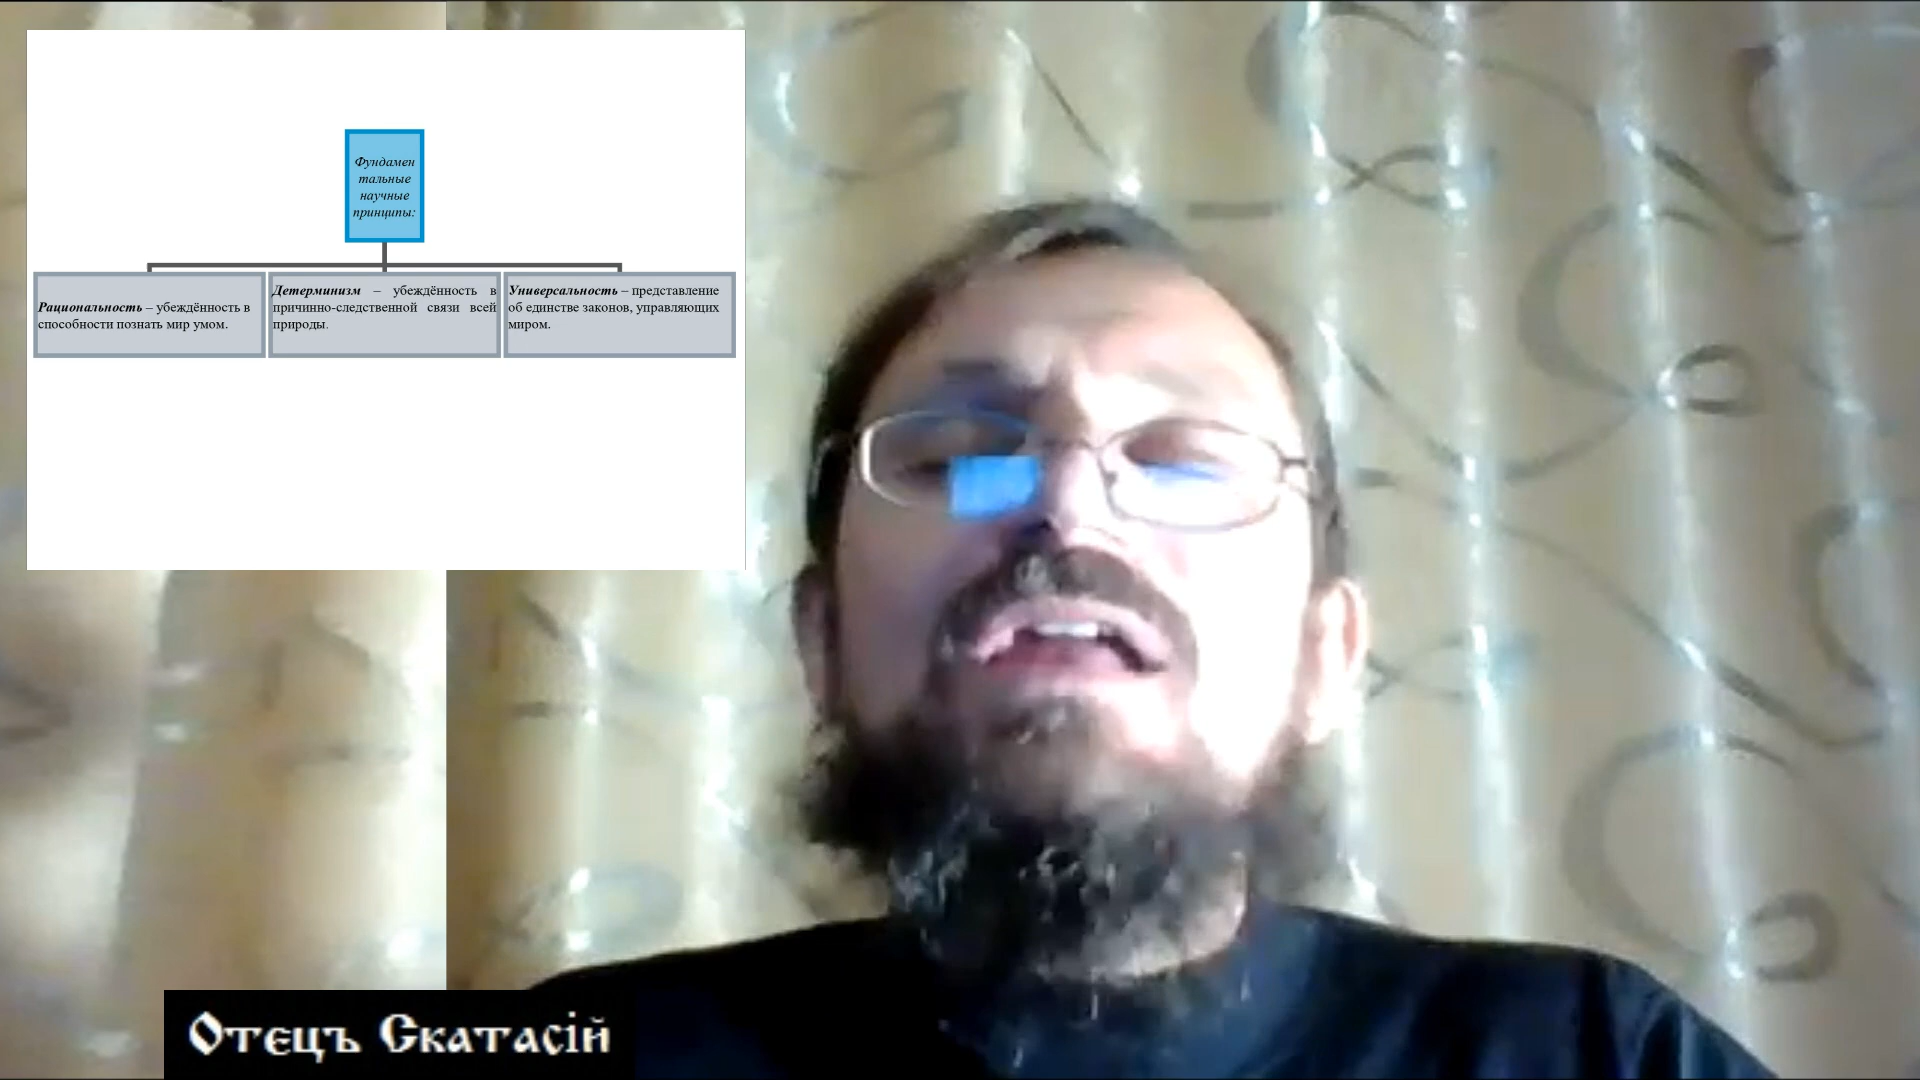 Фундамен
тальные
научные
принципы:
Рациональность – убеждённость в
способности познать мир умом.
Детерминизм – убеждённость в
причинно-следственной связи всей
природы.
Универсальность – представление
об единстве законов, управляющих
миром.
Отецъ Скатасій